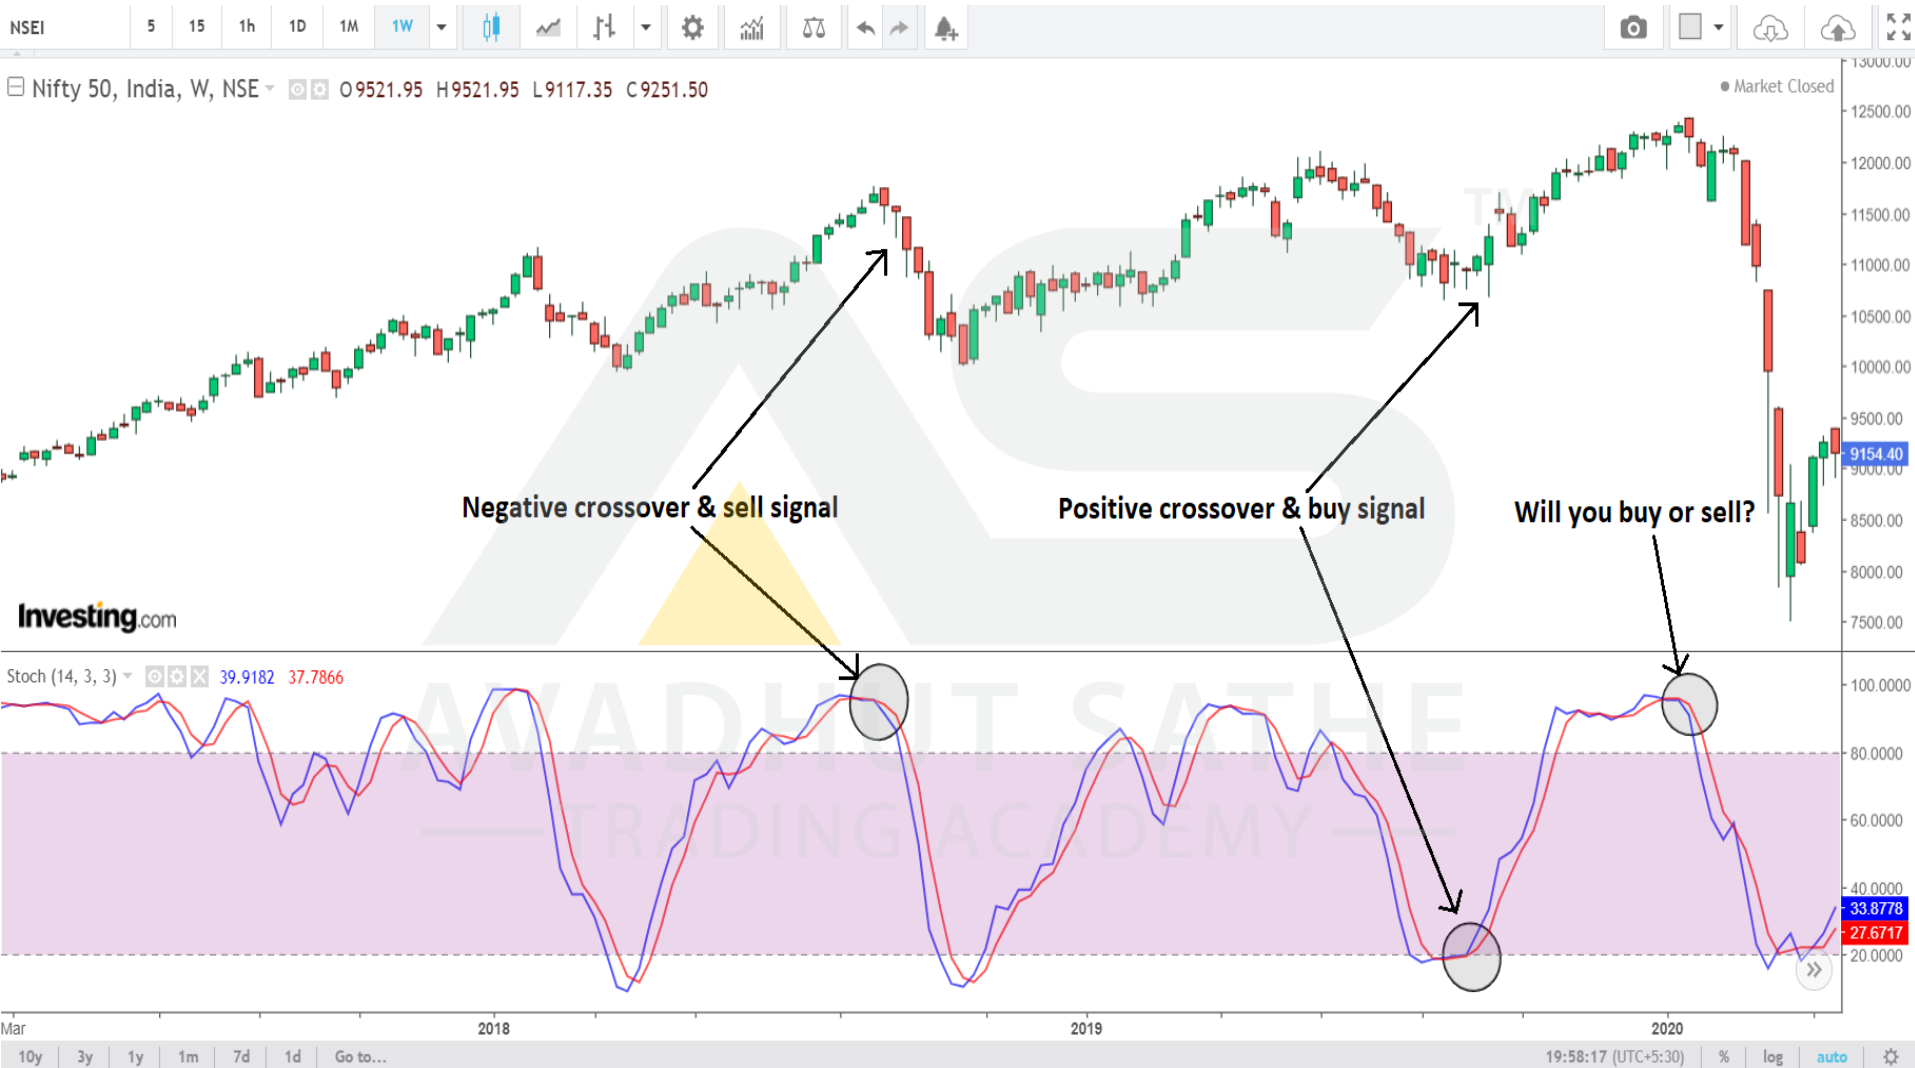 NSEI 5 15 1h 1D 1M 1W
Nifty 50, India, W, NSE O9521.95 H9521.95 L9117.35 C9251.50
Market Closed
13000.00
12500.00
12000.00
11500.00
11000.00
10500.00
10000.00
9500.00
9154.40
9000.00
8500.00
8000.00
7500.00
TM
Negative crossover & sell signal
Positive crossover & buy signal
Will you buy or sell?
Investing.com
Stoch (14, 3, 3) 39.9182 37.7866
AVADHUT SATHE
TRADING ACADEMY
100.0000
80.0000
60.0000
40.0000
33.8778
27.6717
20.0000
Mar 2018 2019 2020
10y 3y 1y 1m 7d 1d Go to... 19:58:17 (UTC+5:30) % log auto